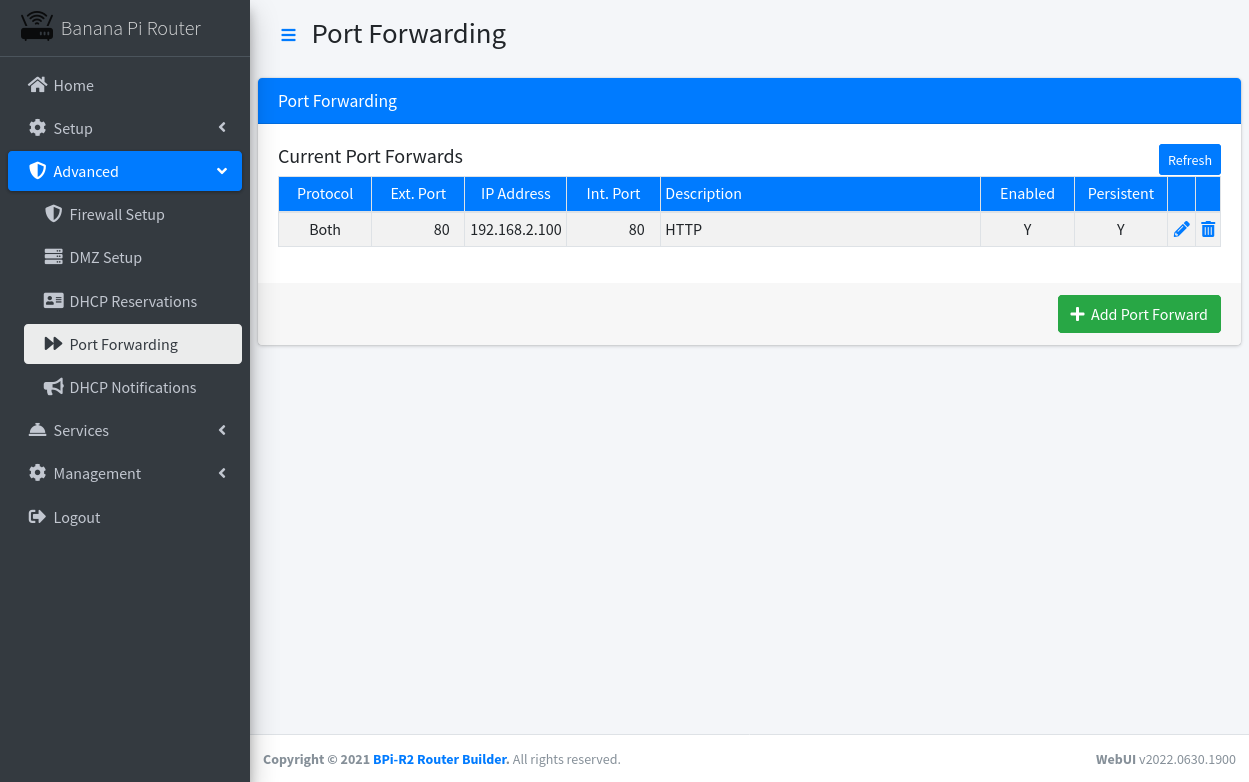 Banana Pi Router
Home
Setup
Advanced
Firewall Setup
DMZ Setup
DHCP Reservations
Port Forwarding
DHCP Notifications
Services
Management
Logout
Port Forwarding
Port Forwarding
Current Port Forwards
Refresh
Protocol Ext. Port IP Address Int. Port Description Enabled Persistent
Both 80 192.168.2.100 80 HTTP Y Y
Add Port Forward
Copyright © 2021 BPi-R2 Router Builder. All rights reserved.
WebUI v2022.0630.1900